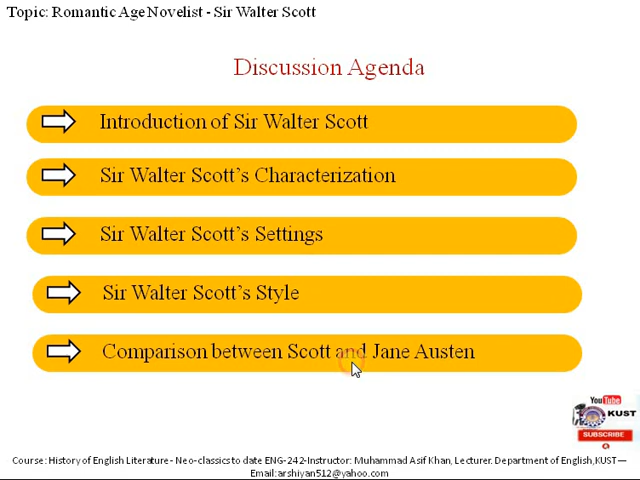 Topic: Romantic Age Novelist - Sir Walter Scott
Discussion Agenda
Introduction of Sir Walter Scott
Sir Walter Scott’s Characterization
Sir Walter Scott’s Settings
Sir Walter Scott’s Style
Comparison between Scott and Jane Austen
YouTube
KUST
SUBSCRIBE
Course: History of English Literature - Neo-classics to date ENG-242-Instructor: Muhammad Asif Khan, Lecturer. Department of English,KUST—
Email:arshiyan512@yahoo.com